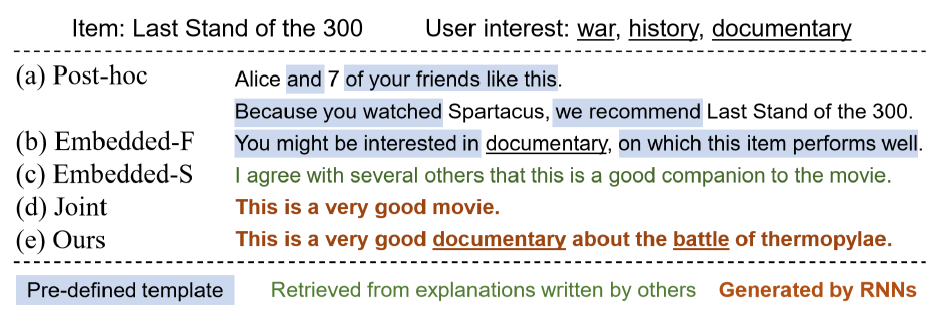 Item: Last Stand of the 300 User interest: war, history, documentary
(a) Post-hoc Alice and 7 of your friends like this.
Because you watched Spartacus, we recommend Last Stand of the 300.
(b) Embedded-F You might be interested in documentary, on which this item performs well.
(c) Embedded-S I agree with several others that this is a good companion to the movie.
(d) Joint This is a very good movie.
(e) Ours This is a very good documentary about the battle of thermopylae.
Pre-defined template Retrieved from explanations written by others Generated by RNNs